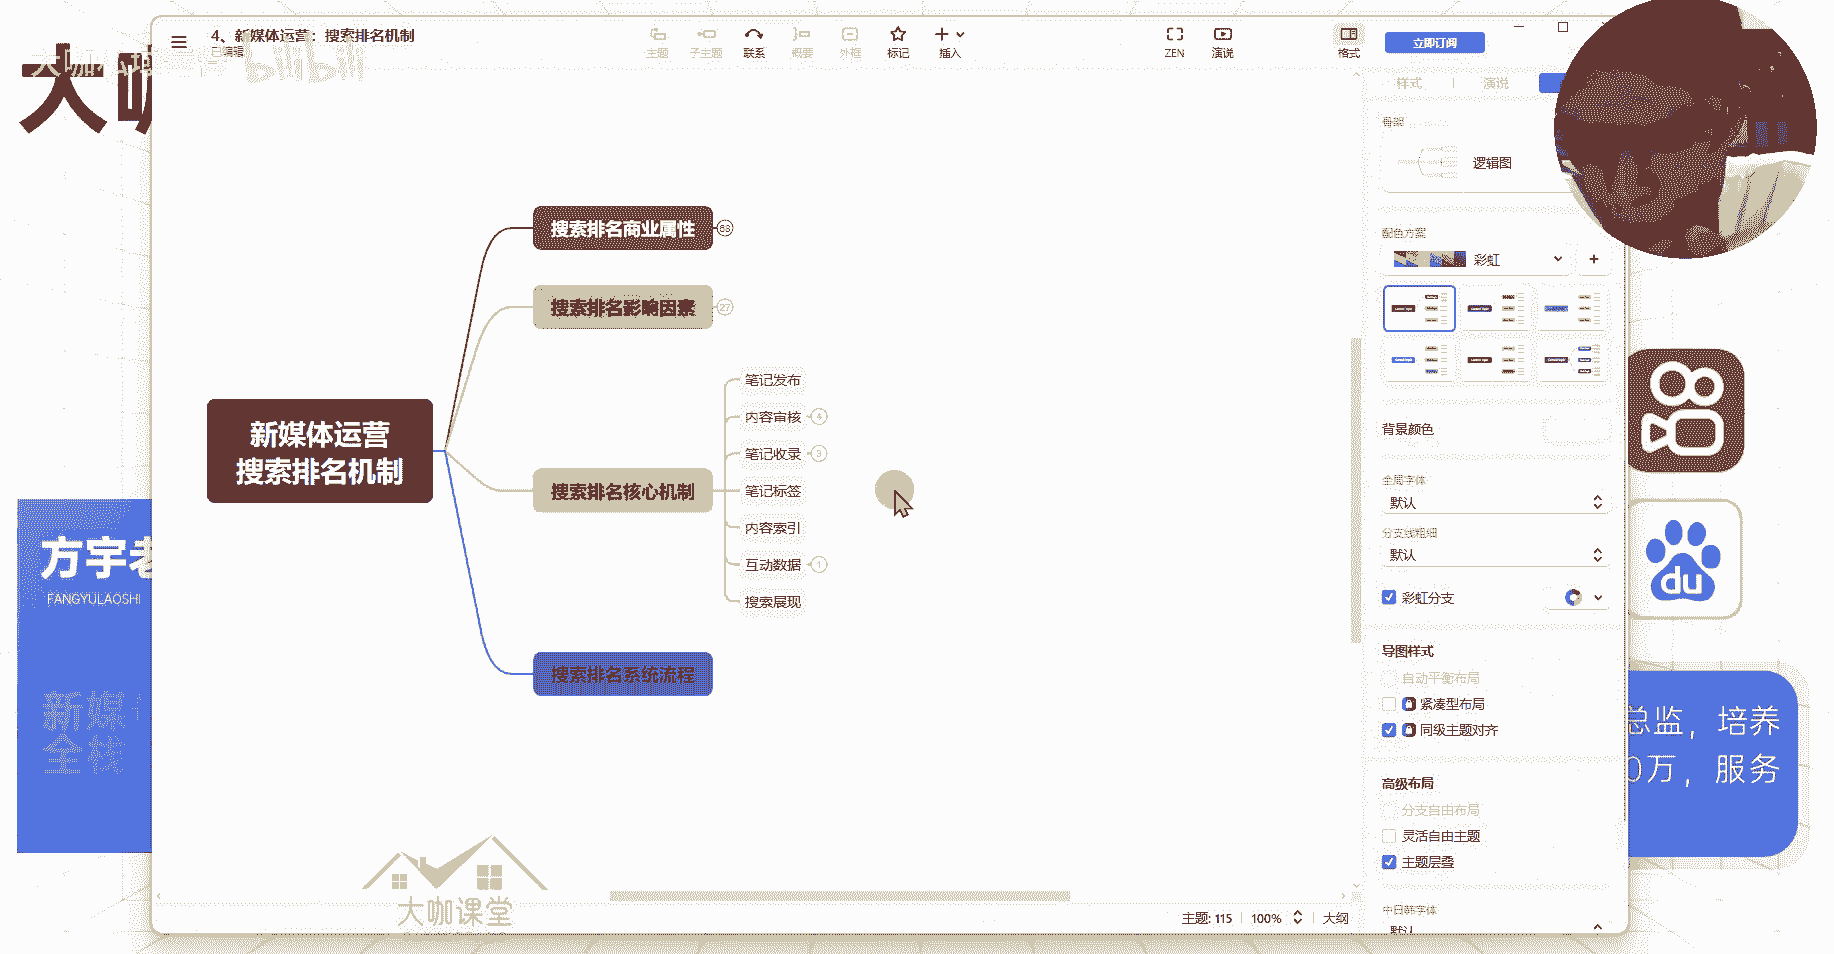 4、新媒体运营：搜索排名机制
已编辑
bilibili
大咖
主题
子主题
联系
概要
外框
标记
插入
ZEN
演说
格式
立即订阅
样式
演说
骨架
逻辑图
配色方案
彩虹
背景颜色
全局字体
默认
分支线粗细
默认
彩虹分支
导图样式
自动平衡布局
紧凑型布局
同级主题对齐
高级布局
分支自由布局
灵活自由主题
主题层叠
中日韩字体
默认
搜索排名商业属性
86
搜索排名影响因素
27
新媒体运营
搜索排名机制
搜索排名核心机制
笔记发布
内容审核
4
笔记收录
3
笔记标签
内容索引
互动数据
1
搜索展现
搜索排名系统流程
方宇老
FANGYULAOSHI
新媒体
全栈
du
总监，培养
0万，服务
大咖课堂
主题: 115
100%
大纲